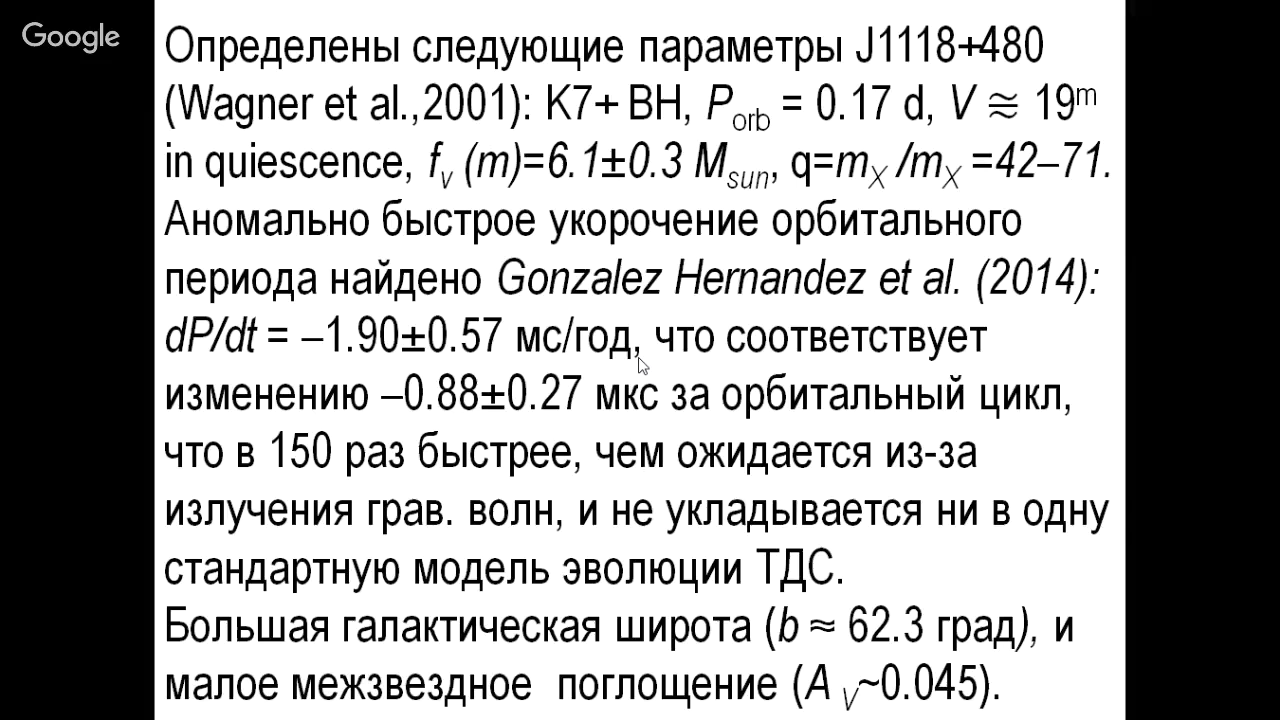 Google
Определены следующие параметры J1118+480
(Wagner et al.,2001): K7+ BH, Porb = 0.17 d, V ≋ 19m
in quiescence, fv (m)=6.1±0.3 Msun, q=mX /mX =42–71.
Аномально быстрое укорочение орбитального
периода найдено Gonzalez Hernandez et al. (2014):
dP/dt = –1.90±0.57 мс/год, что соответствует
изменению –0.88±0.27 мкс за орбитальный цикл,
что в 150 раз быстрее, чем ожидается из-за
излучения грав. волн, и не укладывается ни в одну
стандартную модель эволюции ТДС.
Большая галактическая широта (b ≈ 62.3 град), и
малое межзвездное поглощение (A V~0.045).